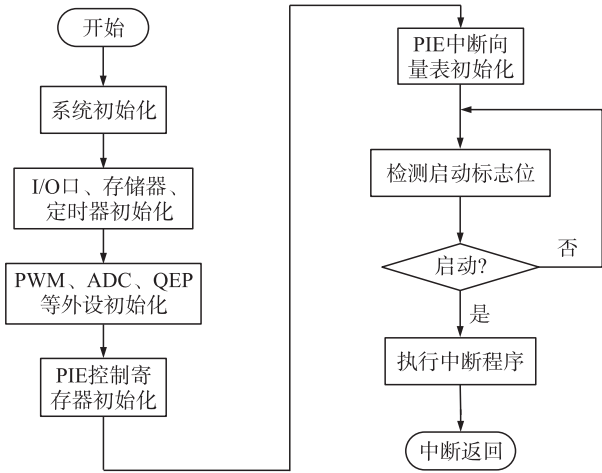 开始
系统初始化
I/O口、存储器、
定时器初始化
PWM、ADC、QEP
等外设初始化
PIE控制寄
存器初始化
PIE中断向
量表初始化
检测启动标志位
启动?
否
是
执行中断程序
中断返回